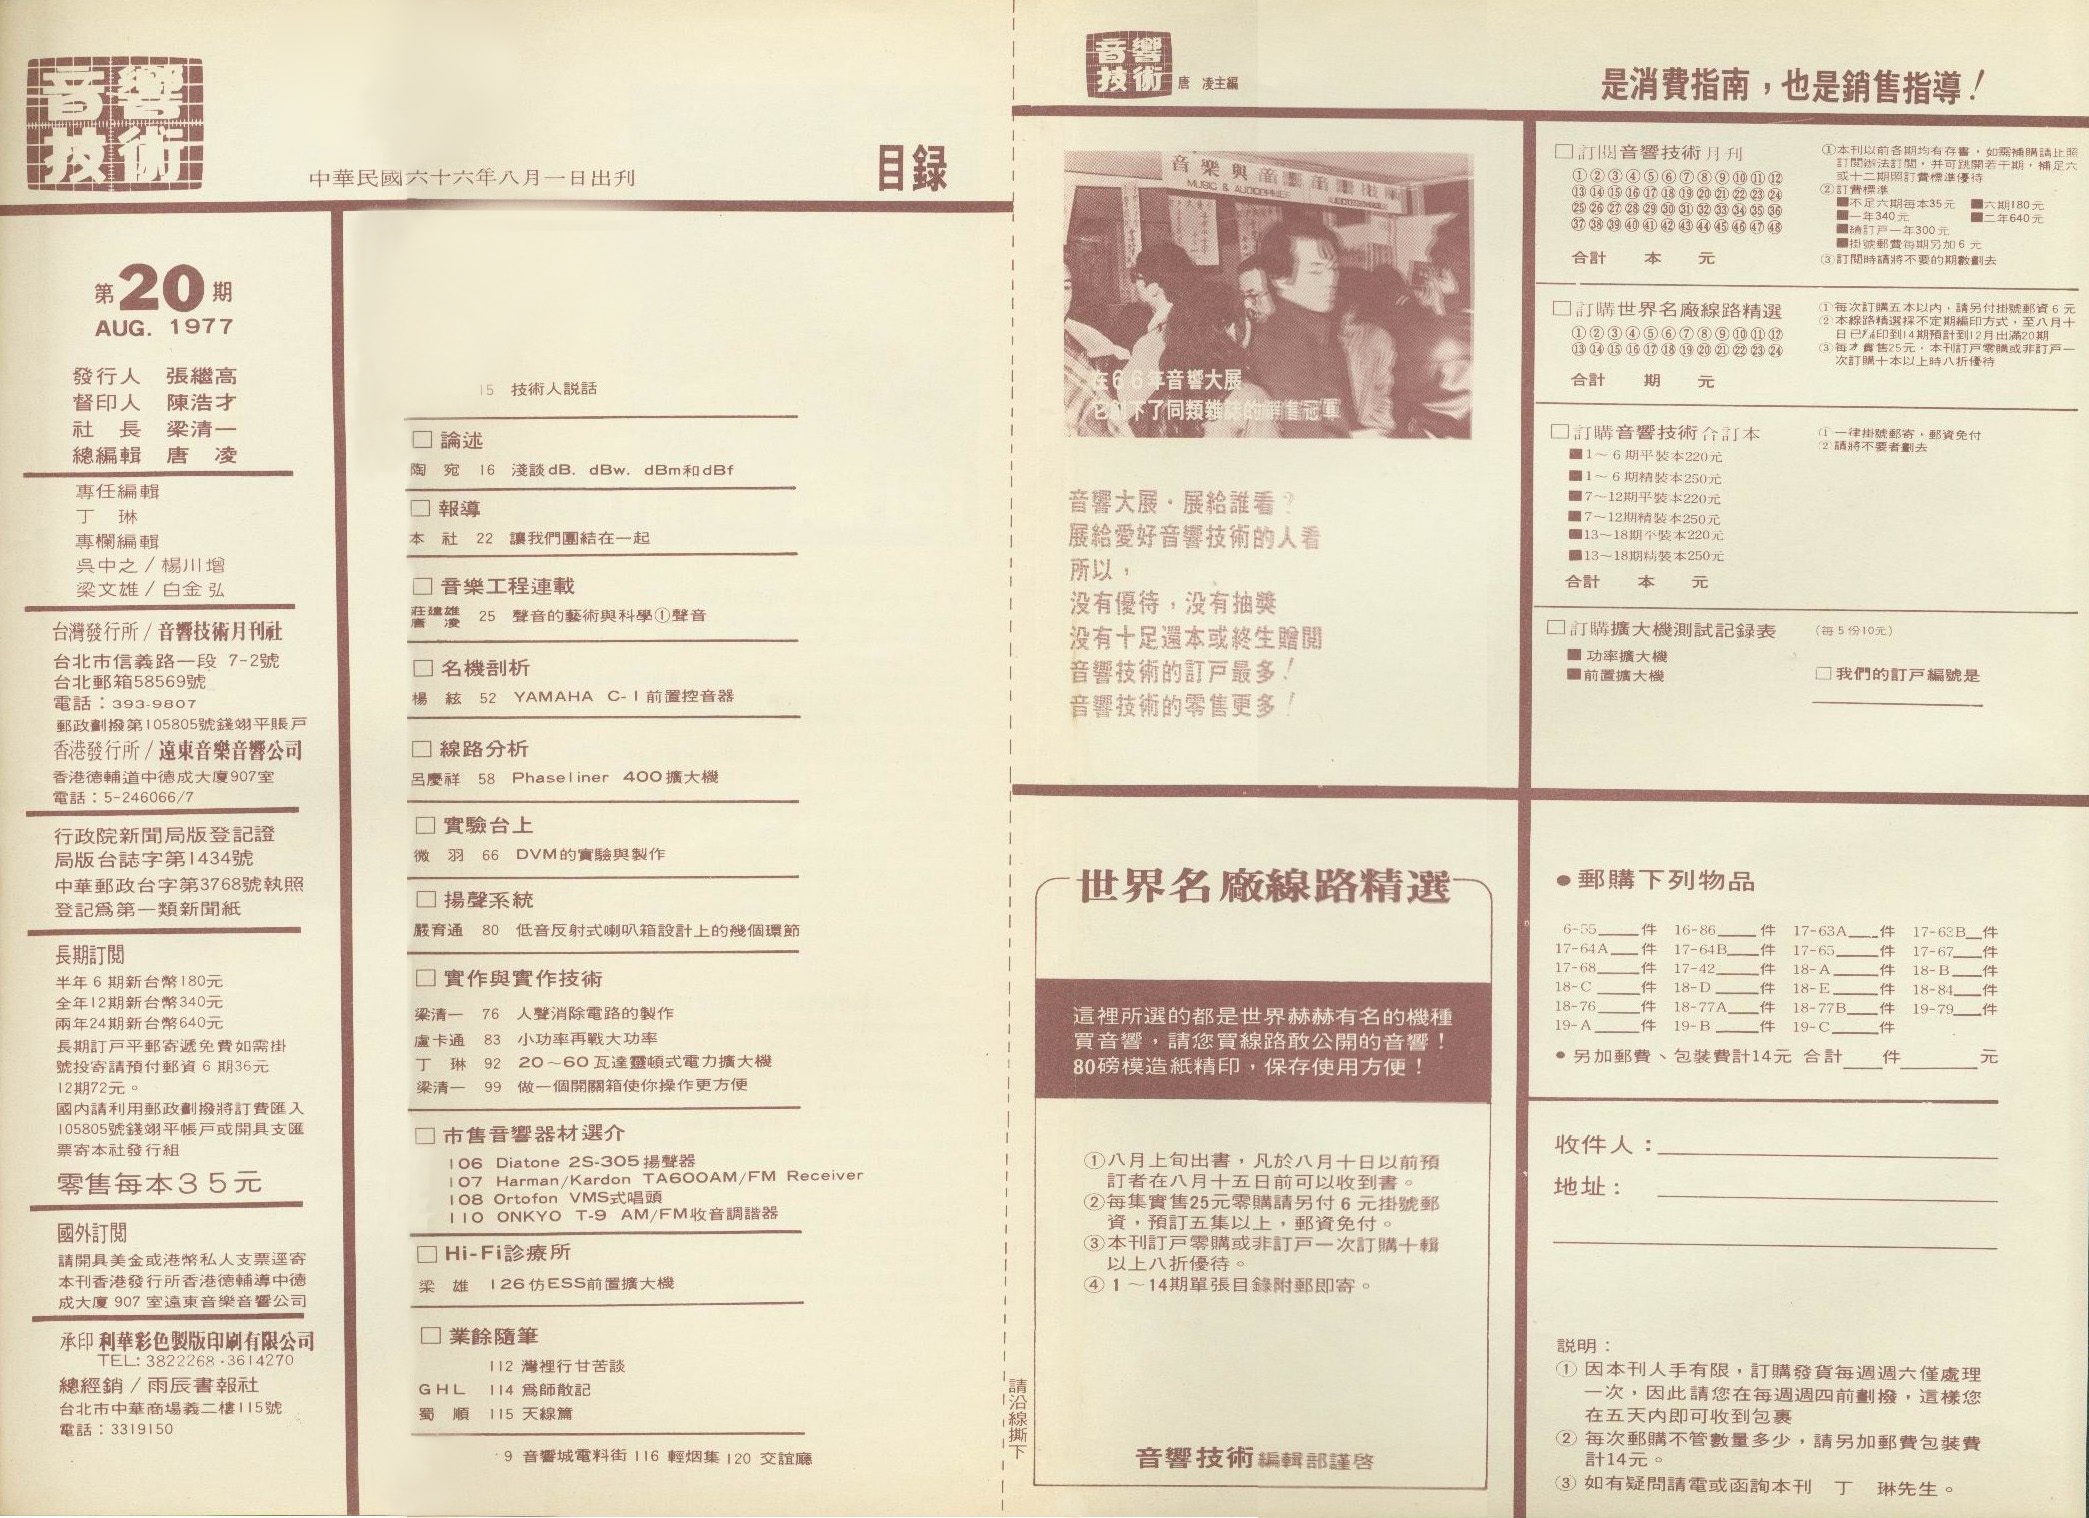 音響
技術
中華民國六十六年八月一日出刊
目録
第20期
AUG. 1977
發行人 張繼高
督印人 陳浩才
社 長 梁清一
總編輯 唐 凌
專任編輯
丁 琳
專欄編輯
吳中之/楊川增
梁文雄/白金弘
台灣發行所/音響技術月刊社
台北市信義路一段 7-2號
台北郵箱58569號
電話：393-9807
郵政劃撥第105805號錢翊平賬戶
香港發行所/遠東音樂音響公司
香港德輔道中德成大廈907室
電話：5-246066/7
行政院新聞局版登記證
局版台誌字第1434號
中華郵政台字第3768號執照
登記爲第一類新聞紙
長期訂閱
半年6期新台幣180元
全年12期新台幣340元
兩年24期新台幣640元
長期訂戶平郵寄遞免費如需掛
號投寄請預付郵資6期36元
12期72元。
國內請利用郵政劃撥將訂費匯入
105805號錢翊平帳戶或開具支匯
票寄本社發行組
零售每本35元
國外訂閱
請開具美金或港幣私人支票逕寄
本刊香港發行所香港德輔導中德
成大廈 907 室遠東音樂音響公司
承印 利華彩色製版印刷有限公司
TEL: 3822268·3614270
總經銷/雨辰書報社
台北市中華商場義二樓115號
電話：3319150
15 技術人説話
□ 論述
陶 宛 16 淺談dB. dBw. dBm和dBf
□ 報導
本 社 22 讓我們團結在一起
□ 音樂工程連載
莊建雄
唐 凌 25 聲音的藝術與科學①聲音
□ 名機剖析
楊 絃 52 YAMAHA C-1前置控音器
□ 線路分析
呂慶祥 58 Phaseliner 400擴大機
□ 實驗台上
微 羽 66 DVM的實驗與製作
□ 揚聲系統
嚴育通 80 低音反射式喇叭箱設計上的幾個環節
□ 實作與實作技術
梁清一 76 人聲消除電路的製作
盧卡通 83 小功率再戰大功率
丁 琳 92 20～60瓦達靈頓式電力擴大機
梁清一 99 做一個開關箱使你操作更方便
□ 市售音響器材選介
106 Diatone 2S-305揚聲器
107 Harman/Kardon TA600AM/FM Receiver
108 Ortofon VMS式唱頭
110 ONKYO T-9 AM/FM收音調諧器
□ Hi-Fi診療所
梁 雄 126仿ESS前置擴大機
□ 業餘隨筆
112 灣裡行甘苦談
GHL 114 爲師散記
蜀 順 115 天線篇
9 音響城電料街 116 輕烟集 120 交誼廳
請沿線撕下
音響
技術
唐 凌主編
是消費指南，也是銷售指導！
音樂與音響 音響技術
MUSIC & AUDIOPHILE
在66年音響大展
它創下了同類雜誌的銷售冠軍
音響大展·展給誰看？
展給愛好音響技術的人看
所以，
没有優待，没有抽獎
没有十足還本或終生贈閱
音響技術的訂戸最多！
音響技術的零售更多！
世界名廠線路精選
這裡所選的都是世界赫赫有名的機種
買音響，請您買線路敢公開的音響！
80磅模造紙精印，保存使用方便！
①八月上旬出書，凡於八月十日以前預
訂者在八月十五日前可以收到書。
②每集實售25元零購請另付6元掛號郵
資，預訂五集以上，郵資免付。
③本刊訂戸零購或非訂戸一次訂購十輯
以上八折優待。
④1～14期單張目錄附郵即寄。
音響技術編輯部謹啓
□訂閱音響技術月刊
①②③④⑤⑥⑦⑧⑨⑩⑪⑫
⑬⑭⑮⑯⑰⑱⑲⑳㉑㉒㉓㉔
㉕㉖㉗㉘㉙㉚㉛㉜㉝㉞㉟㊱
㊲㊳㊴㊵㊶㊷㊸㊹㊺㊻㊼㊽
合計 本 元
①本刊以前各期均有存書，如需補購請比照
訂閱辦法訂閱，并可跳開若干期，補足六
或十二期照訂費標準優待
②訂費標準
■不足六期每本35元 ■六期180元
■一年340元 ■二年640元
■續訂戸一年300元
■掛號郵費每期另加6元
③訂閱時請將不要的期數劃去
□訂購世界名廠線路精選
①②③④⑤⑥⑦⑧⑨⑩⑪⑫
⑬⑭⑮⑯⑰⑱⑲⑳㉑㉒㉓㉔
合計 期 元
①每次訂購五本以內，請另付掛號郵資6元
②本線路精選採不定期編印方式，至八月十
日已編印到14期預計到12月出滿20期
③每本實售25元，本刊訂戸零購或非訂戸一
次訂購十本以上時八折優待
□訂購音響技術合訂本
■1～6期平裝本220元
■1～6期精裝本250元
■7～12期平裝本220元
■7～12期精裝本250元
■13～18期平裝本220元
■13～18期精裝本250元
合計 本 元
①一律掛號郵寄，郵資免付
②請將不要者劃去
□訂購擴大機測試記録表 (每5份10元)
■功率擴大機
■前置擴大機
□我們的訂戸編號是
●郵購下列物品
6-55____件 16-86____件 17-63A____件 17-63B__件
17-64A____件 17-64B____件 17-65____件 17-67____件
17-68____件 17-42____件 18-A____件 18-B____件
18-C____件 18-D____件 18-E____件 18-84____件
18-76____件 18-77A____件 18-77B____件 19-79____件
19-A____件 19-B____件 19-C____件
●另加郵費、包裝費計14元 合計____件____元
收件人：
地址：
説明：
① 因本刊人手有限，訂購發貨每週週六僅處理
一次，因此請您在每週週四前劃撥，這樣您
在五天內即可收到包裹
② 每次郵購不管數量多少，請另加郵費包裝費
計14元。
③ 如有疑問請電或函詢本刊 丁 琳先生。